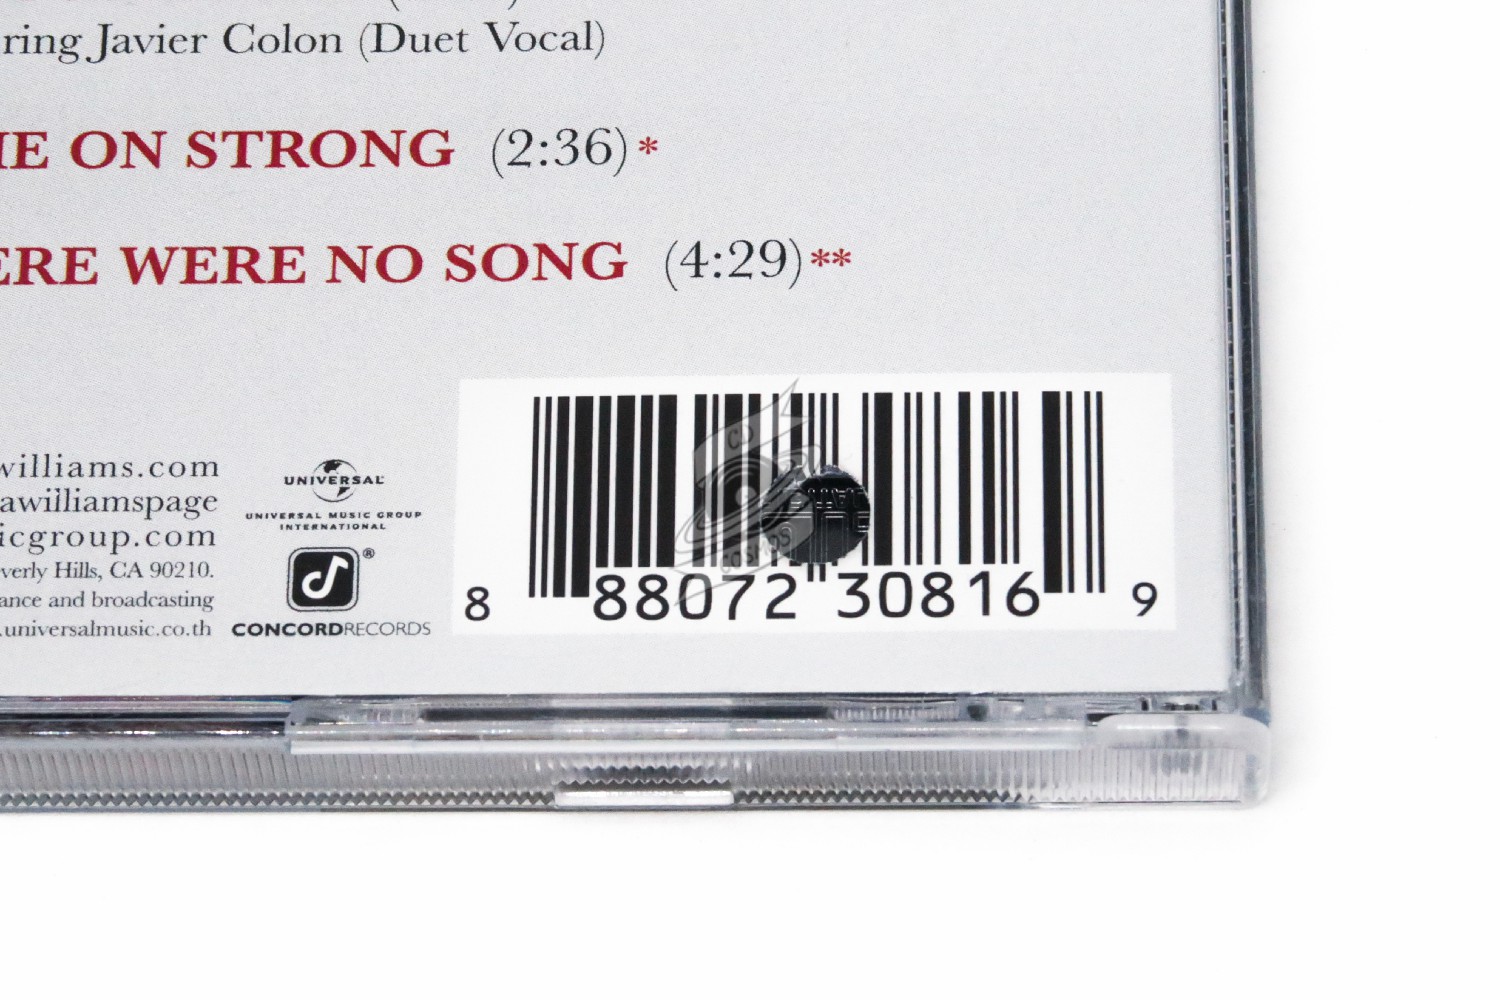 ring Javier Colon (Duet Vocal)
IE ON STRONG (2:36)*
ERE WERE NO SONG (4:29)**
williams.com
awilliamspage
icgroup.com
verly Hills, CA 90210.
ance and broadcasting
.universalmusic.co.th
UNIVERSAL
UNIVERSAL MUSIC GROUP
INTERNATIONAL
®
CONCORDRECORDS
CD
COSMOS
8 88072 30816 9